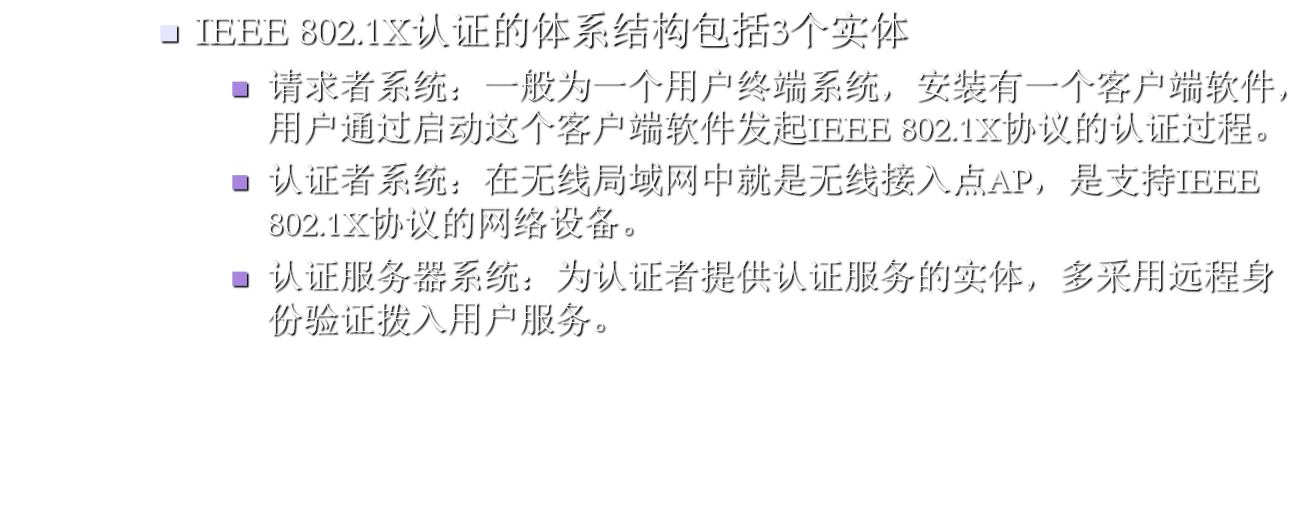 IEEE 802.1X认证的体系结构包括3个实体
请求者系统：一般为一个用户终端系统，安装有一个客户端软件，
用户通过启动这个客户端软件发起IEEE 802.1X协议的认证过程。
认证者系统：在无线局域网中就是无线接入点AP，是支持IEEE
802.1X协议的网络设备。
认证服务器系统：为认证者提供认证服务的实体，多采用远程身
份验证拨入用户服务。